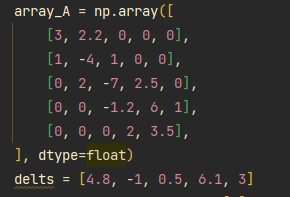 array_A = np.array([
[3, 2.2, 0, 0, 0],
[1, -4, 1, 0, 0],
[0, 2, -7, 2.5, 0],
[0, 0, -1.2, 6, 1],
[0, 0, 0, 2, 3.5],
], dtype=float)
delts = [4.8, -1, 0.5, 6.1, 3]